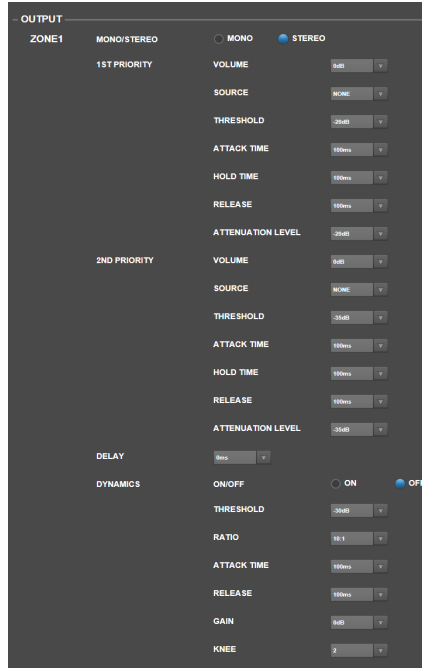 OUTPUT
ZONE1 MONO/STEREO MONO STEREO
1ST PRIORITY VOLUME 0dB
SOURCE NONE
THRESHOLD -20dB
ATTACK TIME 100ms
HOLD TIME 100ms
RELEASE 100ms
ATTENUATION LEVEL -20dB
2ND PRIORITY VOLUME 0dB
SOURCE NONE
THRESHOLD -35dB
ATTACK TIME 100ms
HOLD TIME 100ms
RELEASE 100ms
ATTENUATION LEVEL -35dB
DELAY 0ms
DYNAMICS ON/OFF ON OFF
THRESHOLD -30dB
RATIO 10:1
ATTACK TIME 100ms
RELEASE 100ms
GAIN 0dB
KNEE 2